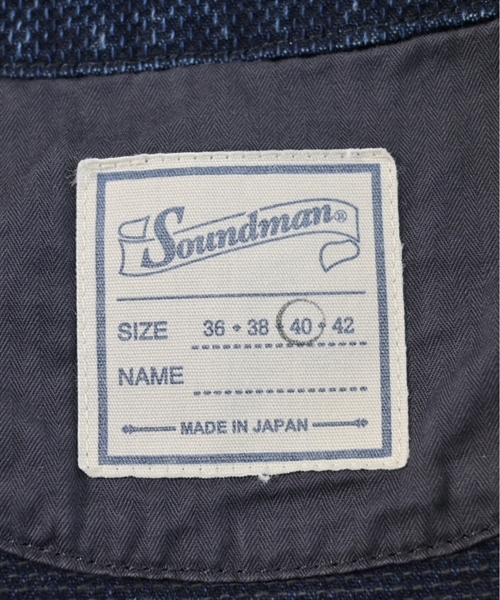 Soundman®
SIZE 36 • 38 • 40 • 42
NAME
MADE IN JAPAN